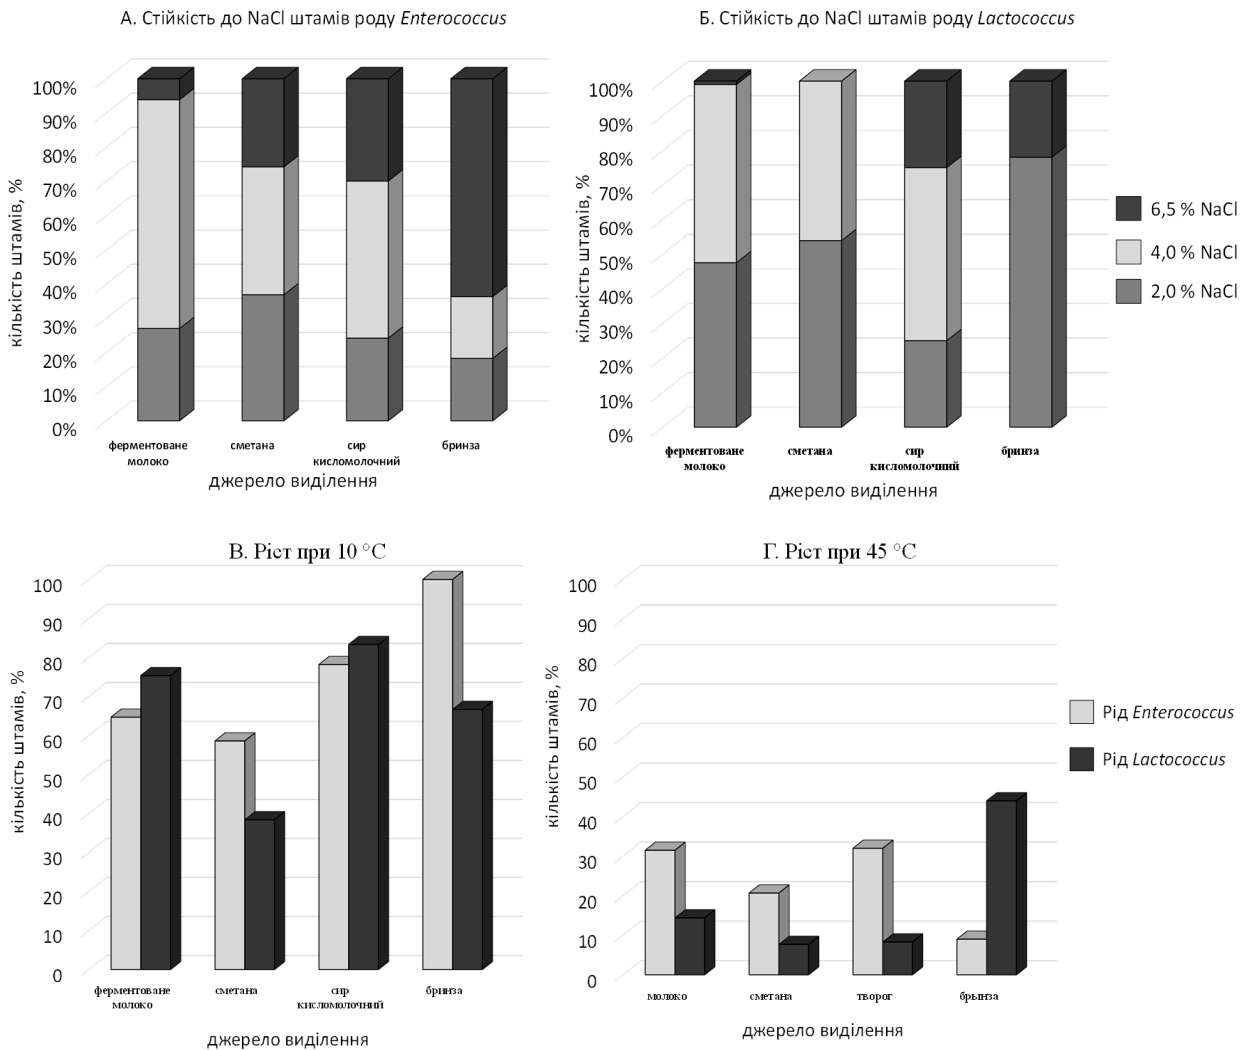 А. Стійкість до NaCl штамів роду Enterococcus
100%
90%
80%
70%
60%
50%
40%
30%
20%
10%
0%
кількість штамів, %
ферментоване
молоко
сметана
сир
кисломолочний
бринза
джерело виділення
Б. Стійкість до NaCl штамів роду Lactococcus
100%
90%
80%
70%
60%
50%
40%
30%
20%
10%
0%
кількість штамів, %
ферментоване
молоко
сметана
сир
кисломолочний
бринза
джерело виділення
6,5 % NaCl
4,0 % NaCl
2,0 % NaCl
В. Ріст при 10 °С
100
90
80
70
60
50
40
30
20
10
0
кількість штамів, %
ферментоване
молоко
сметана
сир
кисломолочний
бринза
джерело виділення
Г. Ріст при 45 °С
100
90
80
70
60
50
40
30
20
10
0
кількість штамів, %
молоко
сметана
творог
брынза
джерело виділення
Рід Enterococcus
Рід Lactococcus